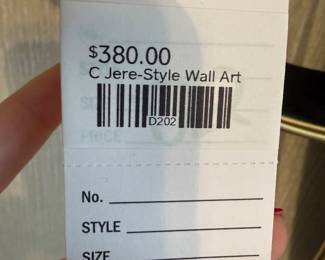 $380.00
C Jere-Style Wall Art
D202
No.
STYLE
SIZE